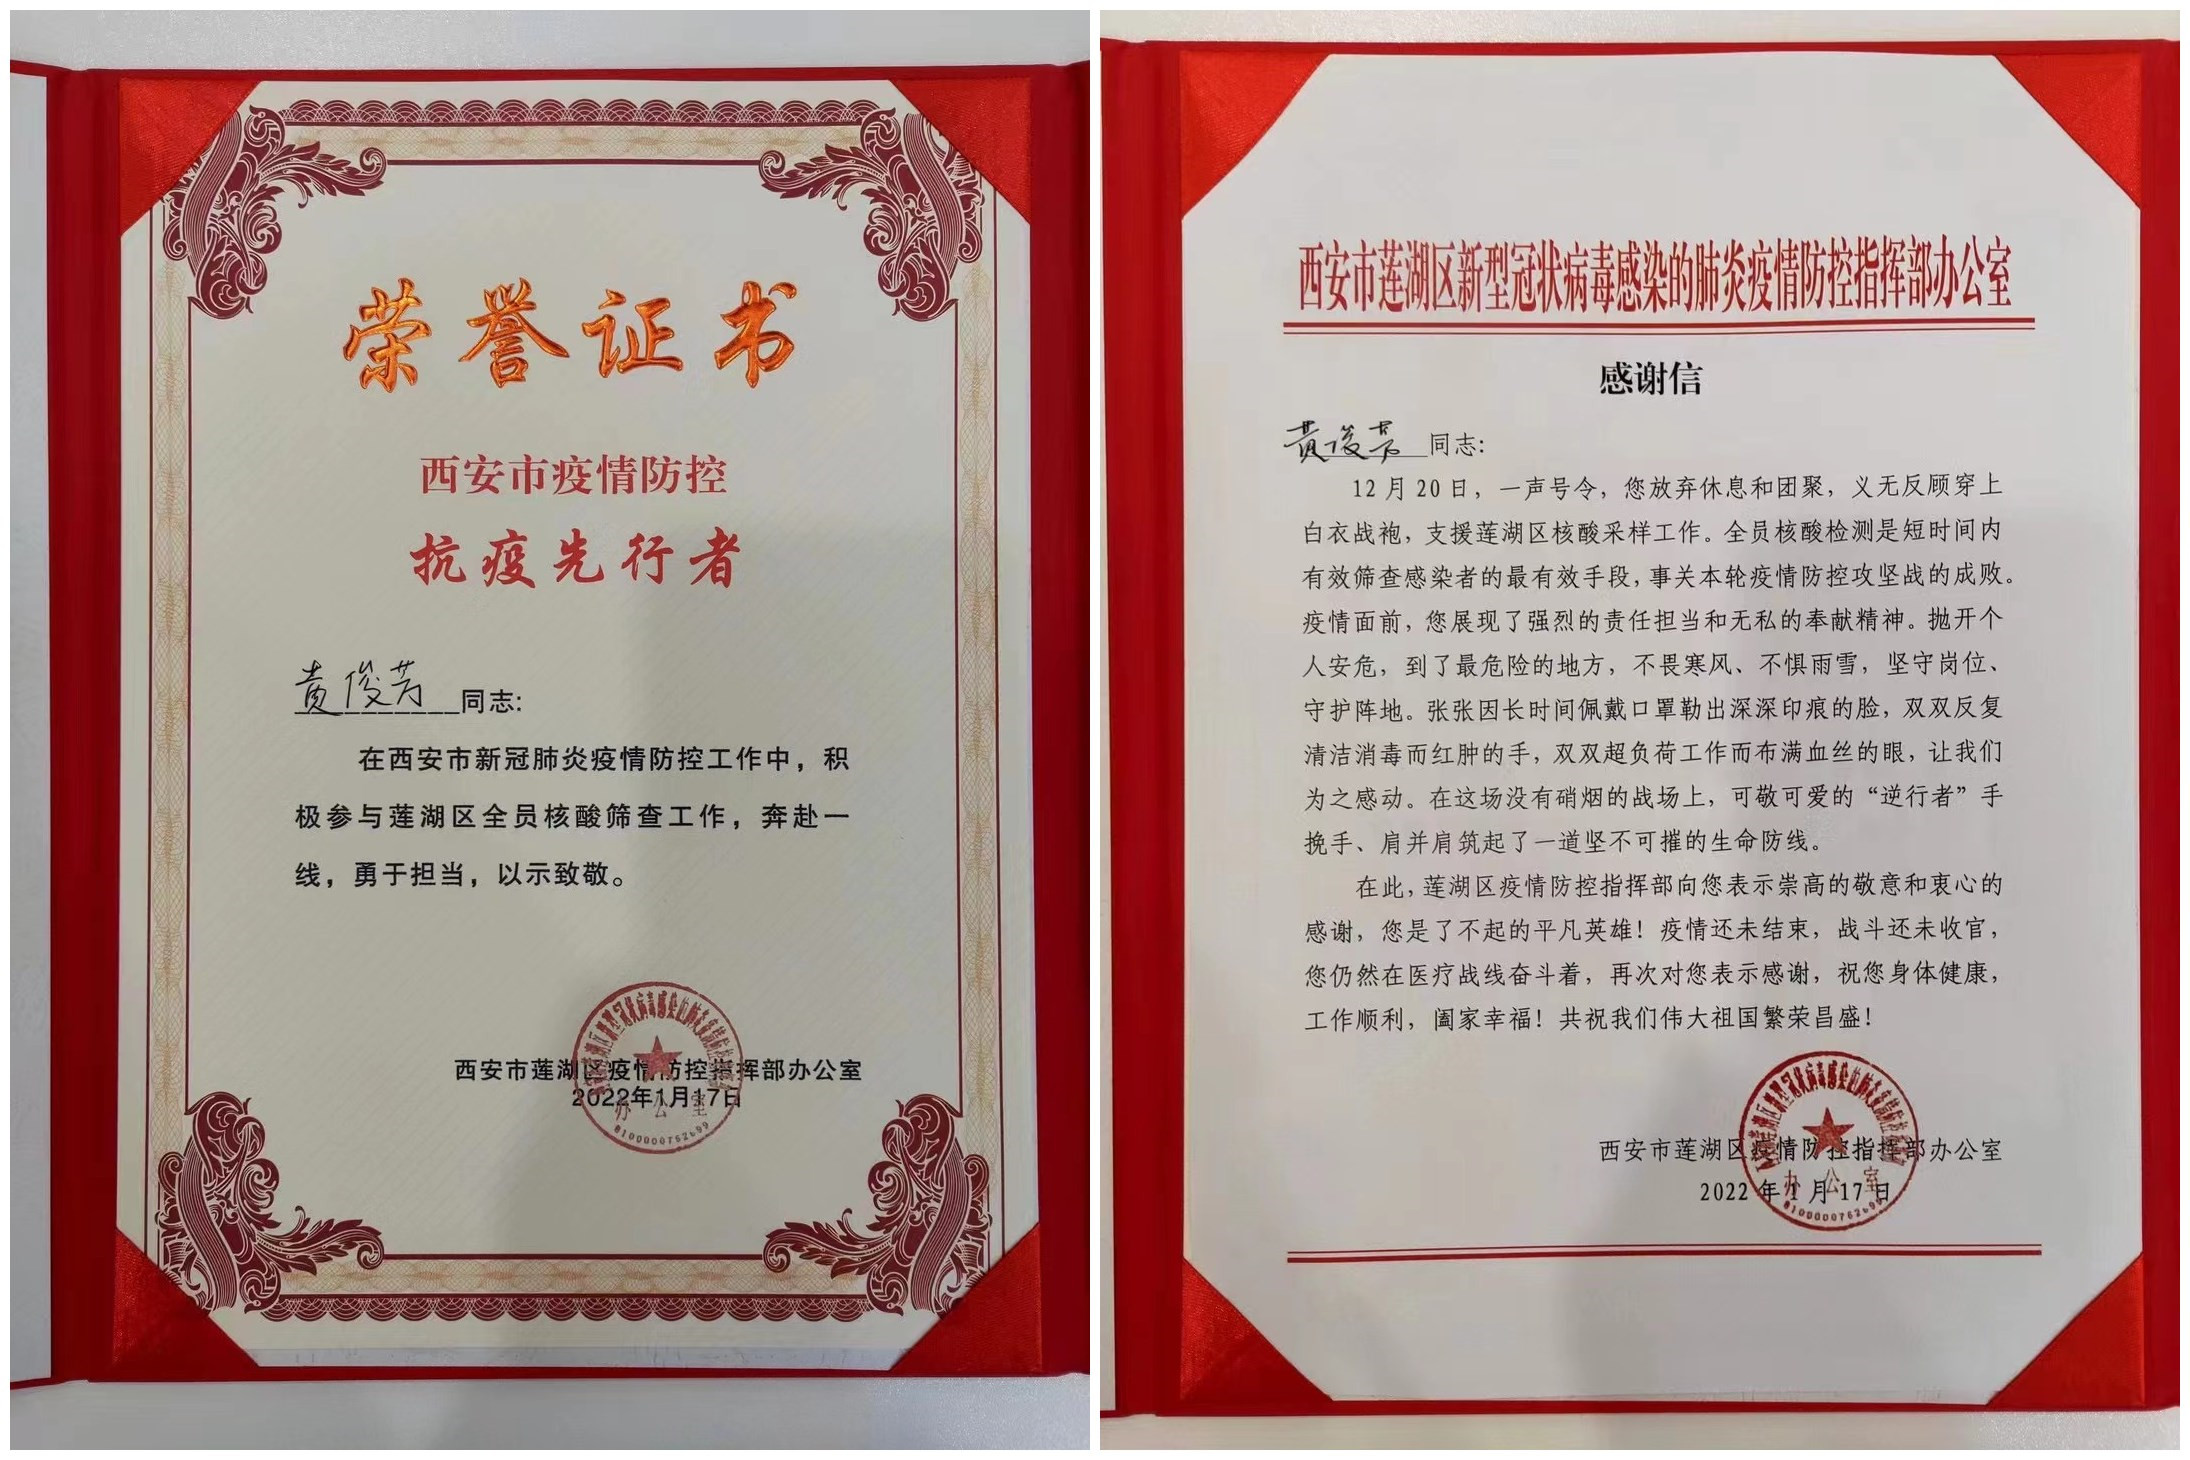 荣誉证书
西安市疫情防控
抗疫先行者
黄俊芳同志:
在西安市新冠肺炎疫情防控工作中，积
极参与莲湖区全员核酸筛查工作，奔赴一
线，勇于担当，以示致敬。
西安市莲湖区疫情防控指挥部办公室
2022年1月17日
办公室
西安市莲湖区新型冠状病毒感染的肺炎疫情防控指挥部办公室
感谢信
黄俊芳同志:
12月20日，一声号令，您放弃休息和团聚，义无反顾穿上
白衣战袍，支援莲湖区核酸采样工作。全员核酸检测是短时间内
有效筛查感染者的最有效手段，事关本轮疫情防控攻坚战的成败。
疫情面前，您展现了强烈的责任担当和无私的奉献精神。抛开个
人安危，到了最危险的地方，不畏寒风、不惧雨雪，坚守岗位、
守护阵地。张张因长时间佩戴口罩勒出深深印痕的脸，双双反复
清洁消毒而红肿的手，双双超负荷工作而布满血丝的眼，让我们
为之感动。在这场没有硝烟的战场上，可敬可爱的“逆行者”手
挽手、肩并肩筑起了一道坚不可摧的生命防线。
在此，莲湖区疫情防控指挥部向您表示崇高的敬意和衷心的
感谢，您是了不起的平凡英雄！疫情还未结束，战斗还未收官，
您仍然在医疗战线奋斗着，再次对您表示感谢，祝您身体健康，
工作顺利，阖家幸福！共祝我们伟大祖国繁荣昌盛！
西安市莲湖区疫情防控指挥部办公室
2022年1月17日
办公室